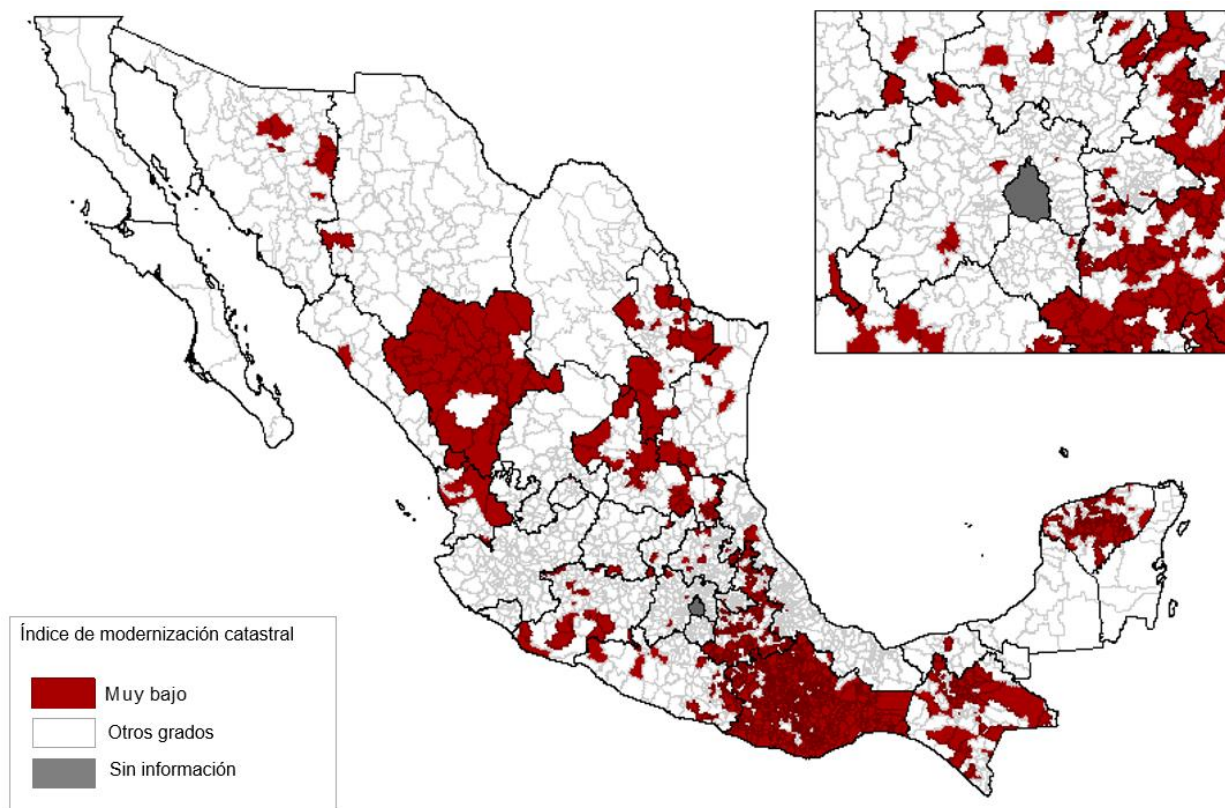 Índice de modernización catastral
Muy bajo
Otros grados
Sin información